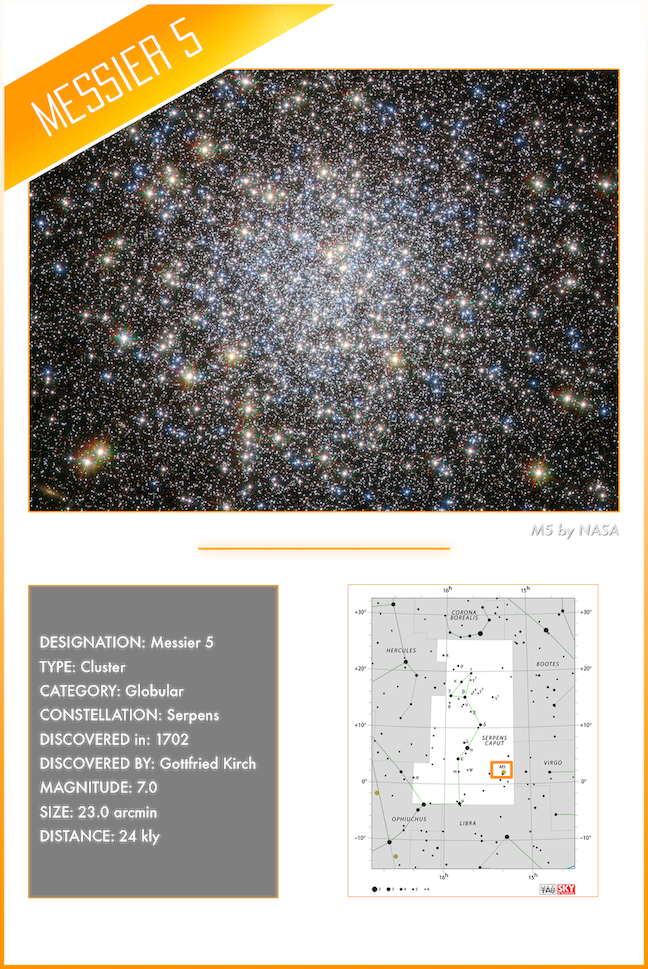 MESSIER 5
M5 by NASA
DESIGNATION: Messier 5
TYPE: Cluster
CATEGORY: Globular
CONSTELLATION: Serpens
DISCOVERED in: 1702
DISCOVERED BY: Gottfried Kirch
MAGNITUDE: 7.0
SIZE: 23.0 arcmin
DISTANCE: 24 kly
16h 15h
+30° +30°
CORONA
BOREALIS
HERCULES
BOOTES
+20° +20°
+10° +10°
SERPENS
CAPUT
VIRGO
M5
0° 0°
OPHIUCHUS
LIBRA
-10° -10°
16h 15h
IAU SKY